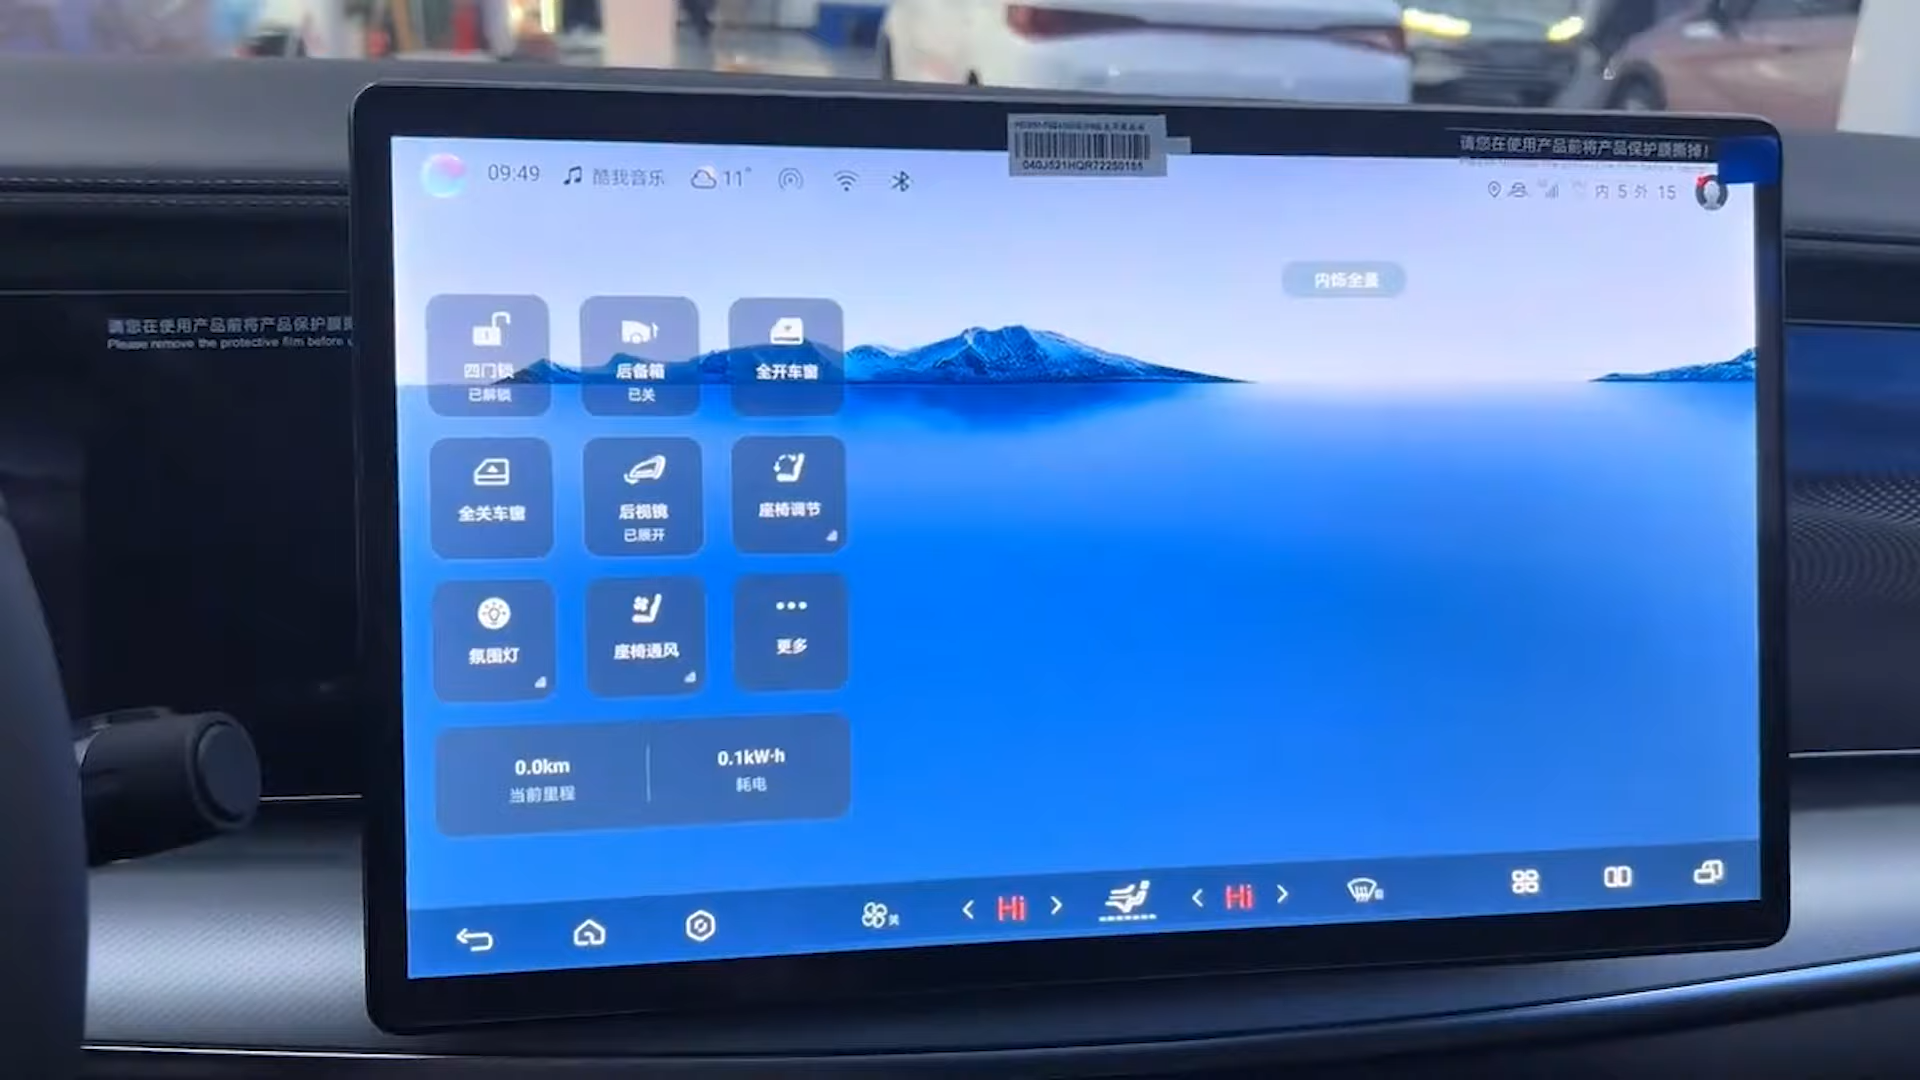 请您在使用产品前将产品保护膜撕掉!
040J521HQR72250185
09:49 酷我音乐 11°
内 5 外 15
内饰全景
请您在使用产品前将产品保护膜
Please remove the protective film before
四门锁
已解锁
后备箱
已关
全开车窗
全关车窗
后视镜
已展开
座椅调节
氛围灯
座椅通风
更多
0.0km
当前里程
0.1kW·h
耗电
Hi
Hi